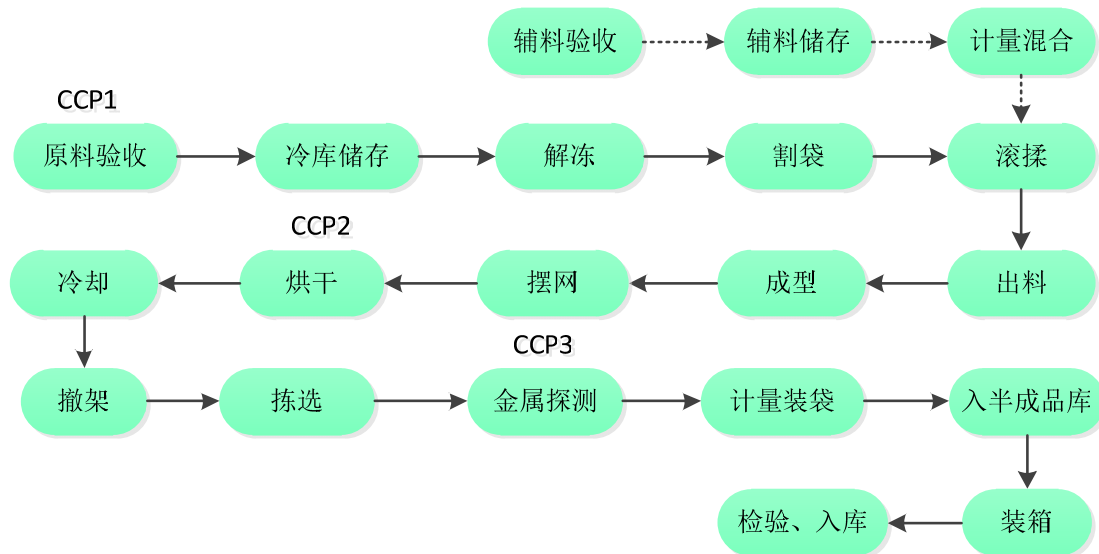 辅料验收
辅料储存
计量混合
CCP1
原料验收
冷库储存
解冻
割袋
滚揉
CCP2
冷却
烘干
摆网
成型
出料
CCP3
撤架
拣选
金属探测
计量装袋
入半成品库
检验、入库
装箱